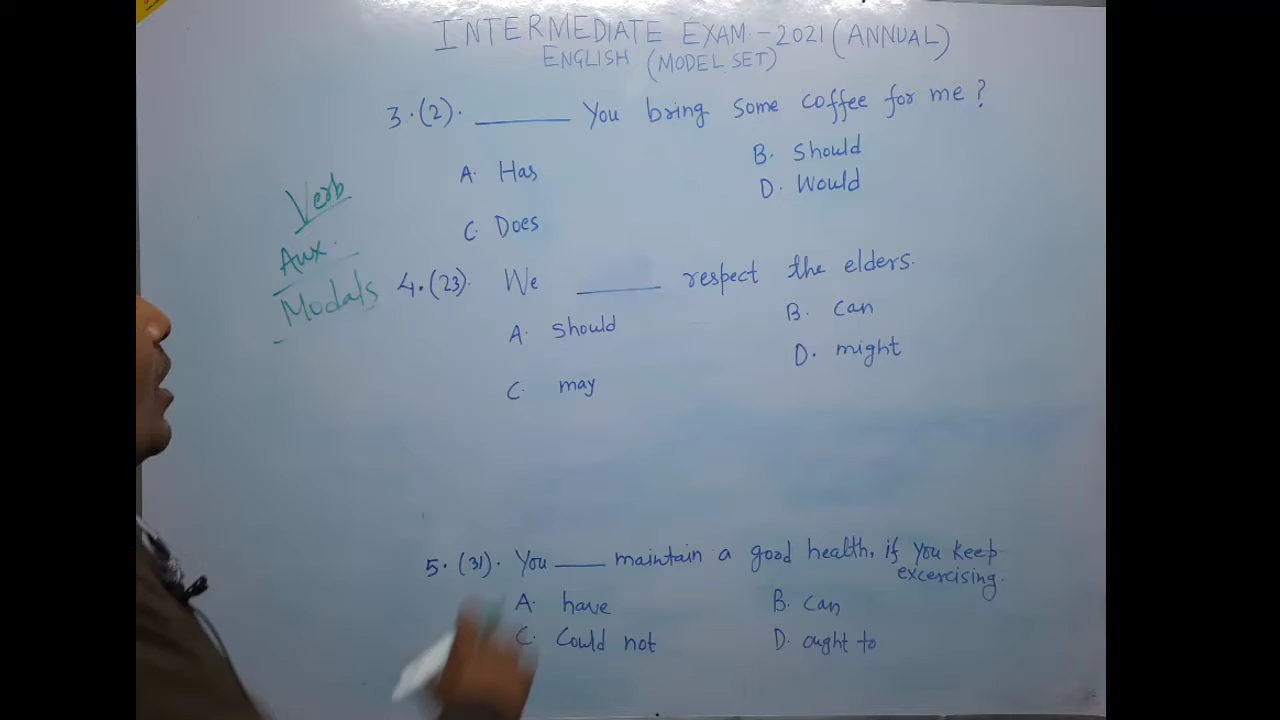 INTERMEDIATE EXAM - 2021 (ANNUAL)
ENGLISH (MODEL SET)
3. (2). ______ You bring some coffee for me?
A. Has
B. Should
C. Does
D. Would
Verb
Aux.
Modals
4. (23). We ______ respect the elders.
A. should
B. can
C. may
D. might
5. (31). You ____ maintain a good health, if you keep
excercising.
A. have
B. can
C. Could not
D. ought to